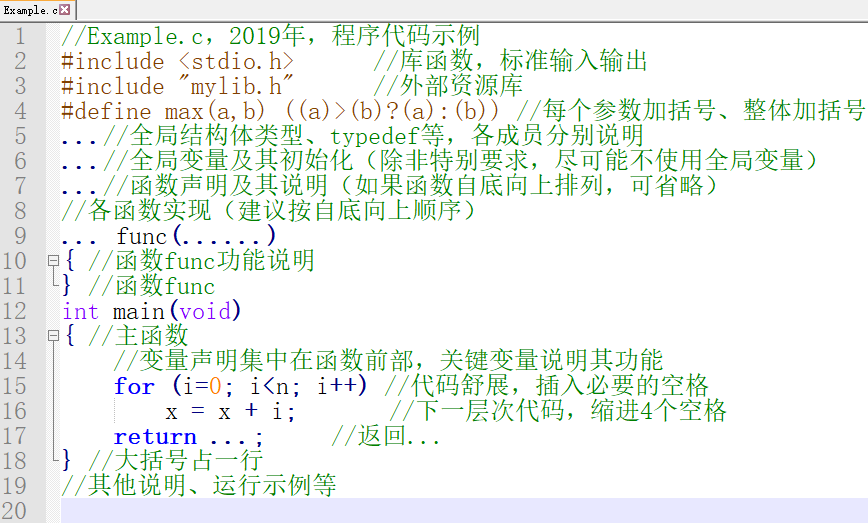 Example.c
1 //Example.c，2019年，程序代码示例
2 #include <stdio.h> //库函数，标准输入输出
3 #include "mylib.h" //外部资源库
4 #define max(a,b) ((a)>(b)?(a):(b)) //每个参数加括号、整体加括号
5 ...//全局结构体类型、typedef等，各成员分别说明
6 ...//全局变量及其初始化（除非特别要求，尽可能不使用全局变量）
7 ...//函数声明及其说明（如果函数自底向上排列，可省略）
8 //各函数实现（建议按自底向上顺序）
9 ... func(......)
10 { //函数func功能说明
11 } //函数func
12 int main(void)
13 { //主函数
14 //变量声明集中在函数前部，关键变量说明其功能
15 for (i=0; i<n; i++) //代码舒展，插入必要的空格
16 x = x + i; //下一层次代码，缩进4个空格
17 return ...; //返回...
18 } //大括号占一行
19 //其他说明、运行示例等
20